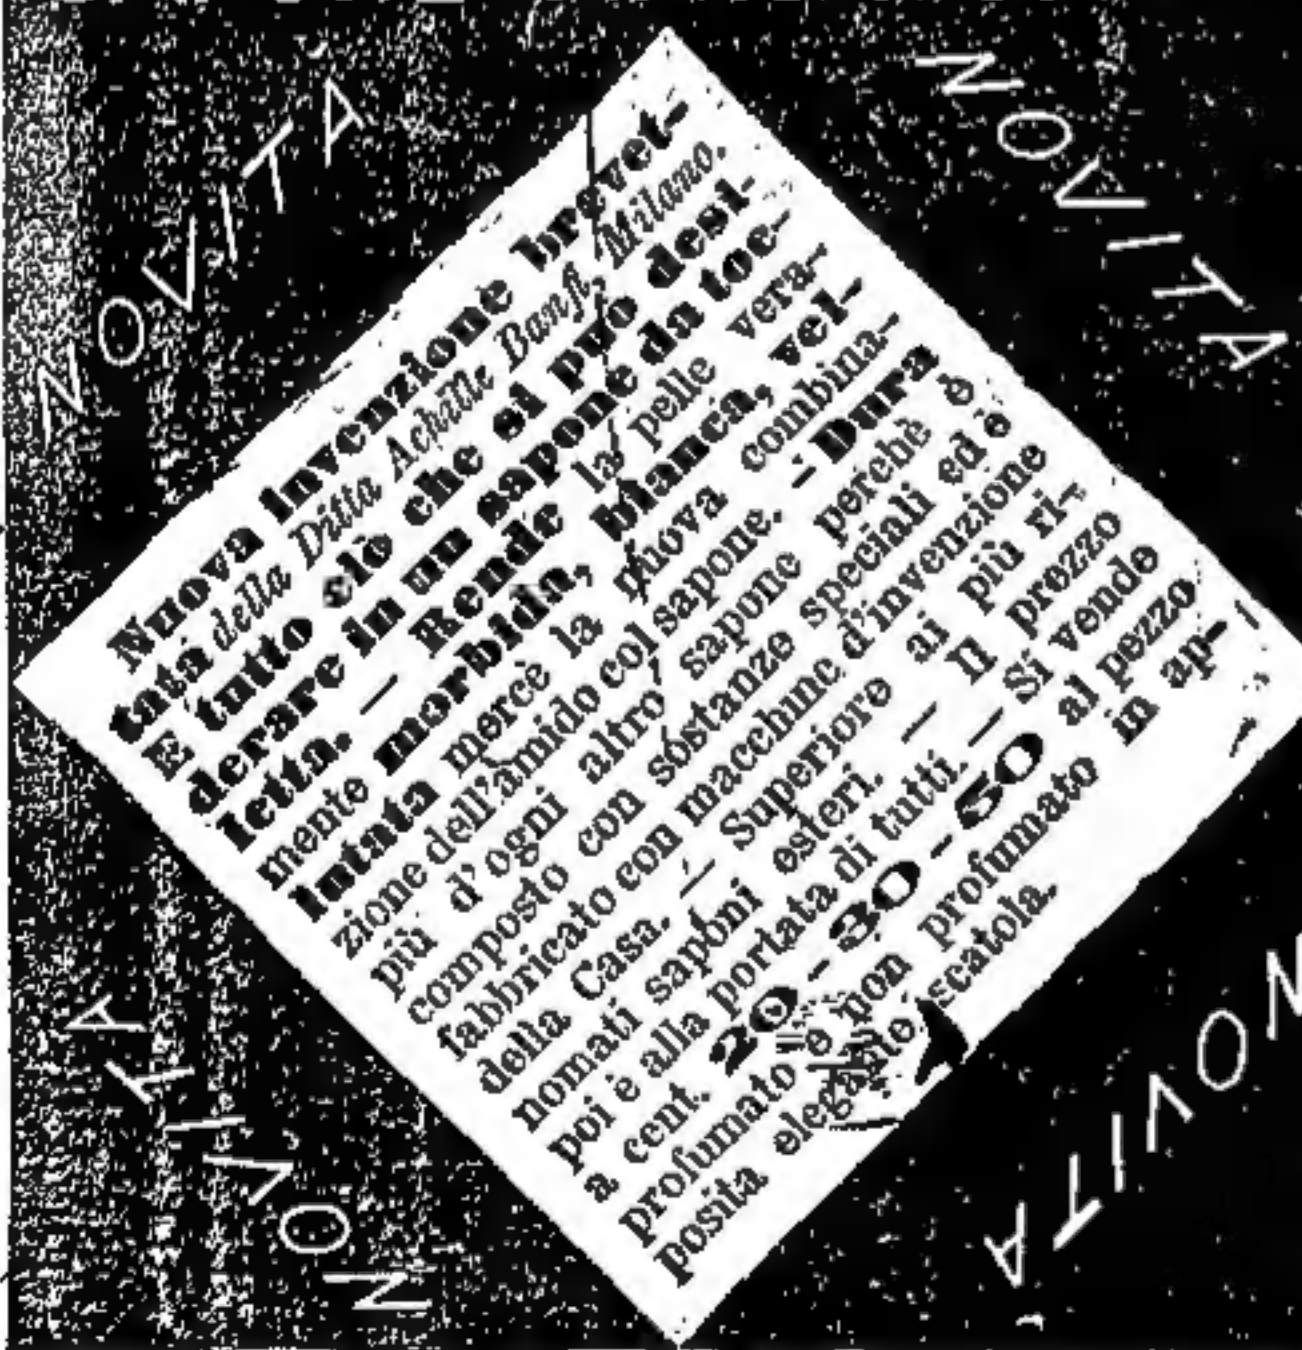 NOVITÀ
NOVITA
Nuova invenzione brevet-
tata della Ditta Achille Banfi, Milano.
È tutto ciò che si può desi-
derare in un sapone da toe-
letta. — Rende la pelle vera-
mente morbida, bianca, vel-
lutata mercè la nuova combina-
zione dell'amido col sapone. — Dura
più d'ogni altro sapone perchè è
composto con sostanze speciali ed è
fabbricato con macchine d'invenzione
della Casa. — Superiore ai più ri-
nomati saponi esteri. — Il prezzo
poi è alla portata di tutti. — Si vende
a cent. 20 - 30 - 50 al pezzo
profumato e non profumato in ap-
posita elegante scatola.
NOVITA
NOVITA